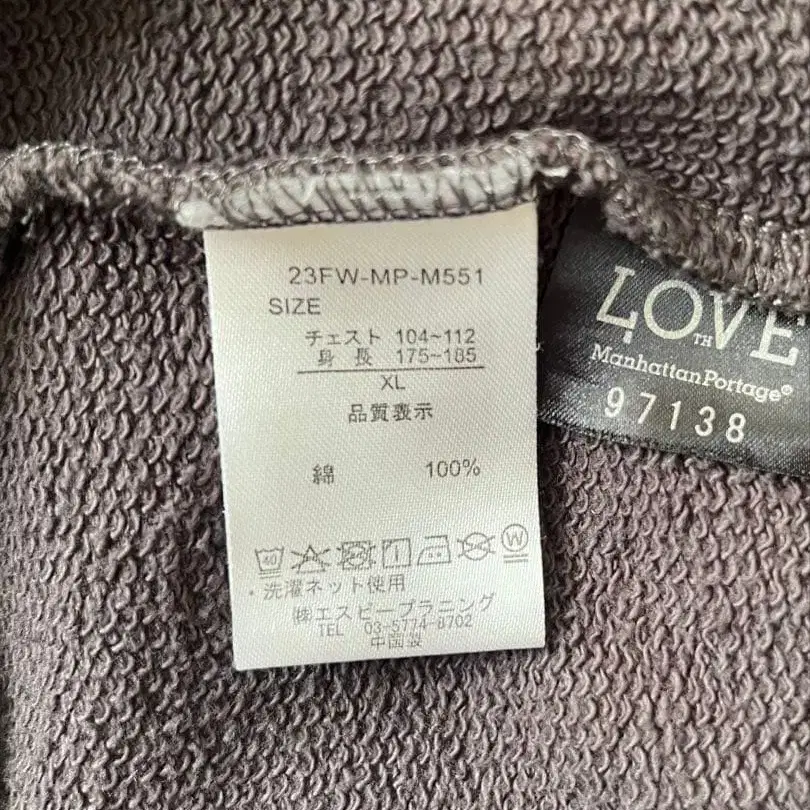 23FW-MP-M551
SIZE
チェスト 104~112
身 長 175~185
XL
品質表示
綿 100%
40
W
・洗濯ネット使用
㈱エスピープラニング
TEL 03-5774-8702
中国製
4OVE
TH
ManhattanPortage®
97138